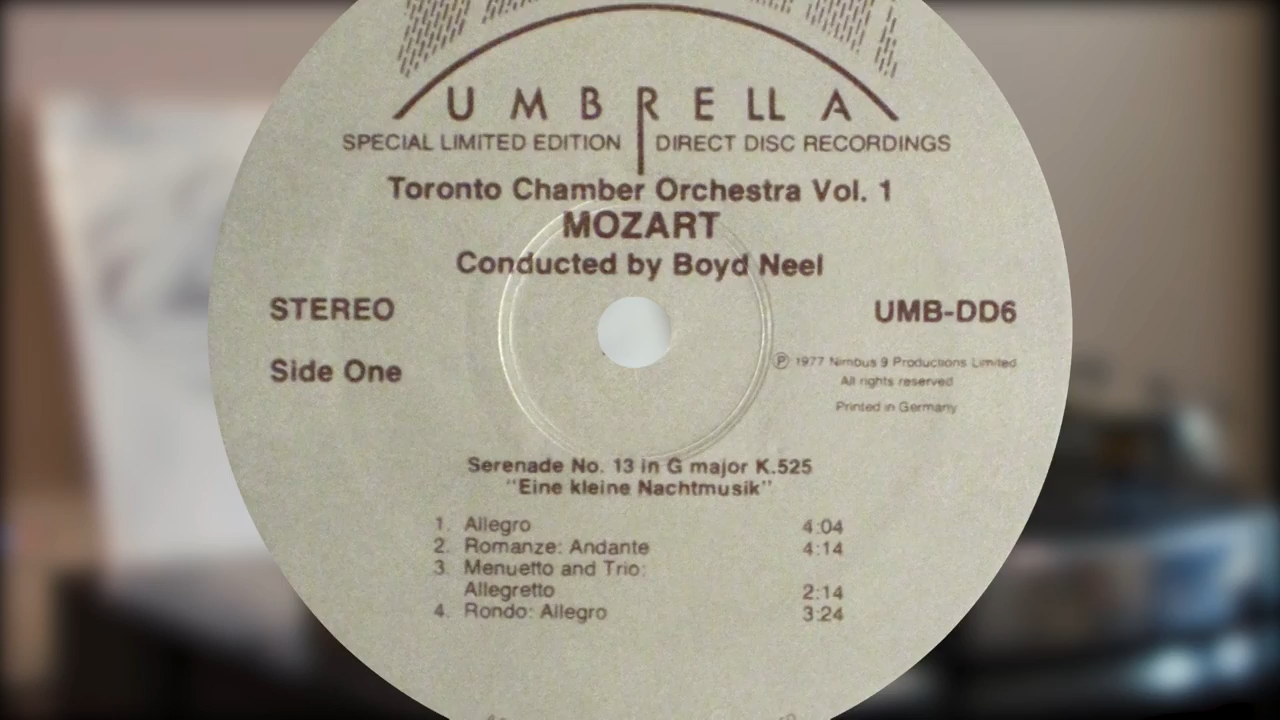 UMBRELLA
SPECIAL LIMITED EDITION DIRECT DISC RECORDINGS
Toronto Chamber Orchestra Vol. 1
MOZART
Conducted by Boyd Neel
STEREO
UMB-DD6
Side One
Ⓟ 1977 Nimbus 9 Productions Limited
All rights reserved
Printed in Germany
Serenade No. 13 in G major K.525
"Eine kleine Nachtmusik"
1. Allegro 4:04
2. Romanze: Andante 4:14
3. Menuetto and Trio:
Allegretto 2:14
4. Rondo: Allegro 3:24